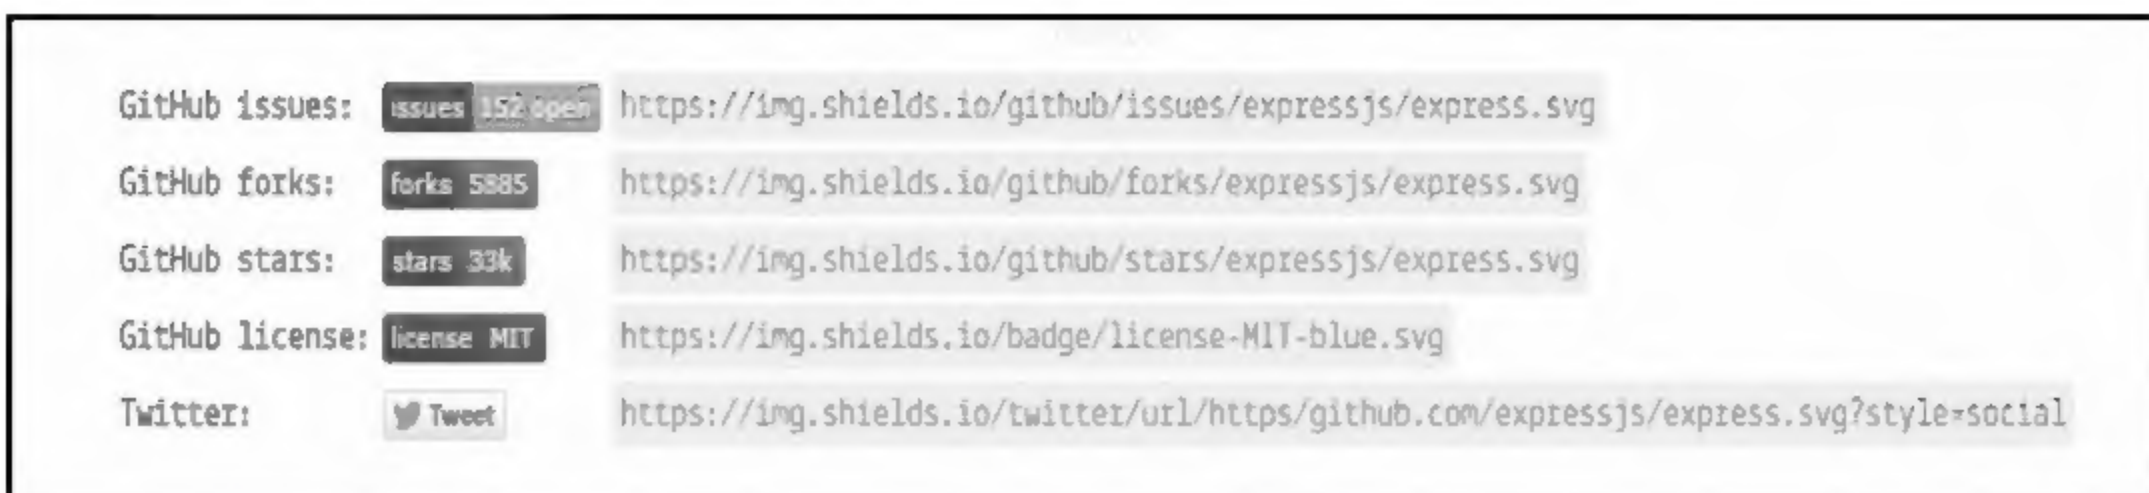 GitHub issues: issues 152 open https://img.shields.io/github/issues/expressjs/express.svg
GitHub forks: forks 5885 https://img.shields.io/github/forks/expressjs/express.svg
GitHub stars: stars 33k https://img.shields.io/github/stars/expressjs/express.svg
GitHub license: license MIT https://img.shields.io/badge/license-MIT-blue.svg
Twitter: Tweet https://img.shields.io/twitter/url/https/github.com/expressjs/express.svg?style=social